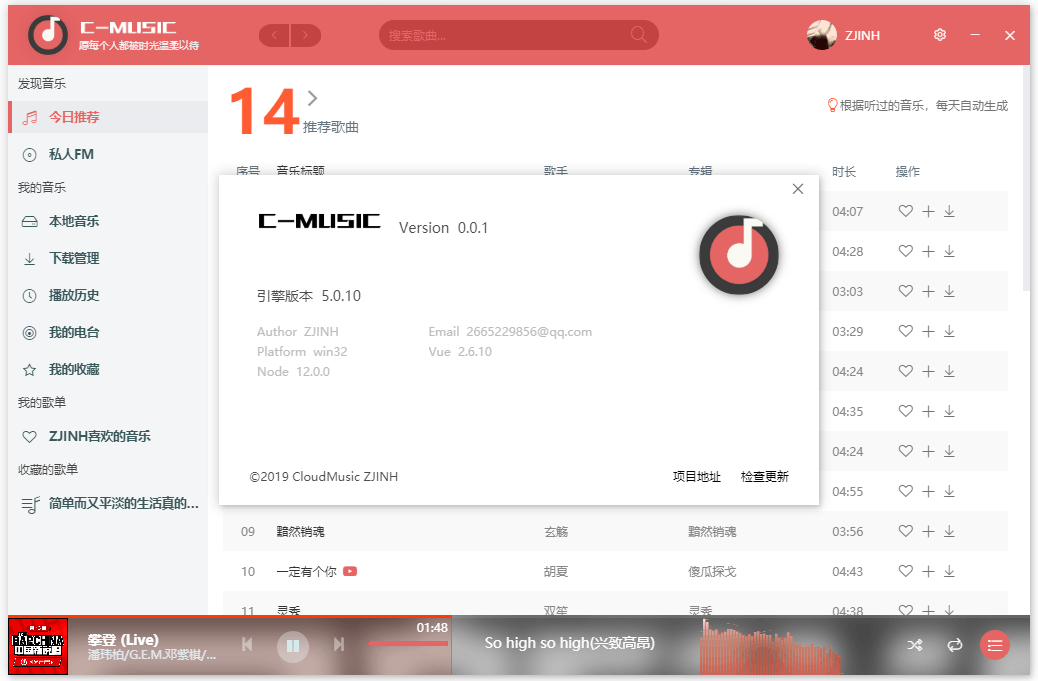 C-MUSIC
愿每个人都被时光温柔以待
搜索歌曲...
ZJINH
发现音乐
今日推荐
私人FM
我的音乐
本地音乐
下载管理
播放历史
我的电台
我的收藏
我的歌单
ZJINH喜欢的音乐
收藏的歌单
简单而又平淡的生活真的...
14
推荐歌曲
根据听过的音乐，每天自动生成
序号 音乐标题 歌手 专辑 时长 操作
04:07
04:28
03:03
03:29
04:24
04:35
04:24
04:55
C-MUSIC Version 0.0.1
引擎版本 5.0.10
Author ZJINH Email 2665229856@qq.com
Platform win32 Vue 2.6.10
Node 12.0.0
©2019 CloudMusic ZJINH 项目地址 检查更新
09 黯然销魂 玄觞 黯然销魂 03:56
10 一定有个你 胡夏 傻瓜探戈 04:43
11 灵秀 双笙 灵秀 04:38
攀登 (Live)
潘玮柏/G.E.M.邓紫棋/...
01:48
So high so high(兴致高昂)